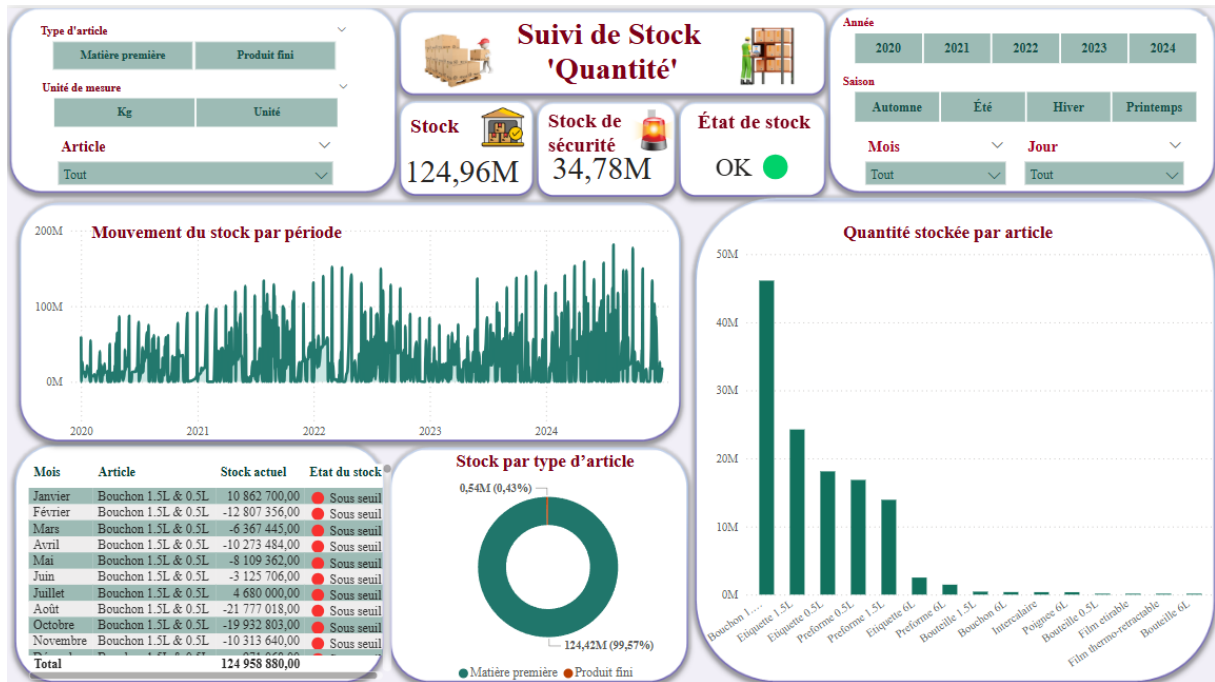 Type d'article
Matière première Produit fini
Unité de mesure
Kg Unité
Article
Tout
Suivi de Stock
'Quantité'
Stock
124,96M
Stock de
sécurité
34,78M
État de stock
OK
Année
2020 2021 2022 2023 2024
Saison
Automne Été Hiver Printemps
Mois Jour
Tout Tout
Mouvement du stock par période
200M
100M
0M
2020 2021 2022 2023 2024
Quantité stockée par article
50M
40M
30M
20M
10M
0M
Bouchon 1....
Etiquette 1.5L
Etiquette 0.5L
Preforme 0.5L
Preforme 1.5L
Etiquette 6L
Preforme 6L
Bouteille 1.5L
Bouchon 6L
Intercalaire
Poignee 6L
Bouteille 0.5L
Film etirable
Film thermo-retractable
Bouteille 6L
Mois Article Stock actuel Etat du stock
Janvier Bouchon 1.5L & 0.5L 10 862 700,00 Sous seuil
Février Bouchon 1.5L & 0.5L -12 807 356,00 Sous seuil
Mars Bouchon 1.5L & 0.5L -6 367 445,00 Sous seuil
Avril Bouchon 1.5L & 0.5L -10 273 484,00 Sous seuil
Mai Bouchon 1.5L & 0.5L -8 109 362,00 Sous seuil
Juin Bouchon 1.5L & 0.5L -3 125 706,00 Sous seuil
Juillet Bouchon 1.5L & 0.5L 4 680 000,00 Sous seuil
Août Bouchon 1.5L & 0.5L -21 777 018,00 Sous seuil
Octobre Bouchon 1.5L & 0.5L -19 932 803,00 Sous seuil
Novembre Bouchon 1.5L & 0.5L -10 313 640,00 Sous seuil
Total 124 958 880,00
Stock par type d'article
0,54M (0,43%)
124,42M (99,57%)
Matière première Produit fini